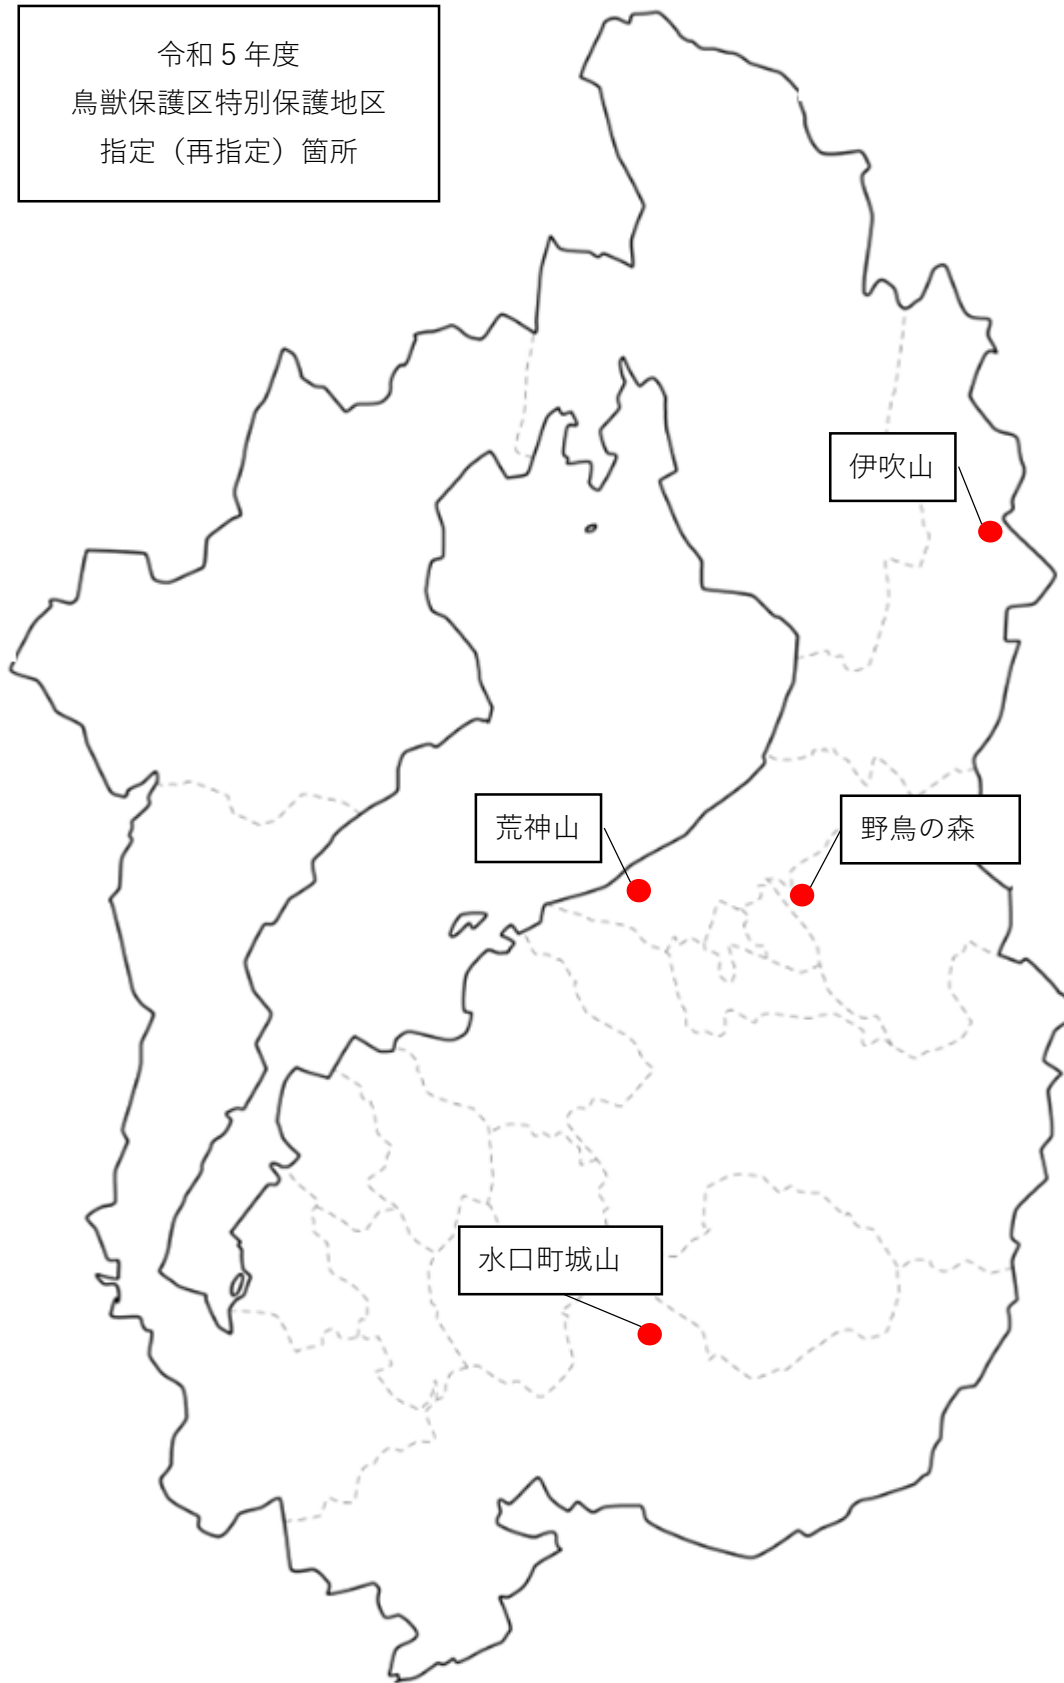 令和５年度
鳥獣保護区特別保護地区
指定（再指定）箇所
伊吹山
荒神山
野鳥の森
水口町城山